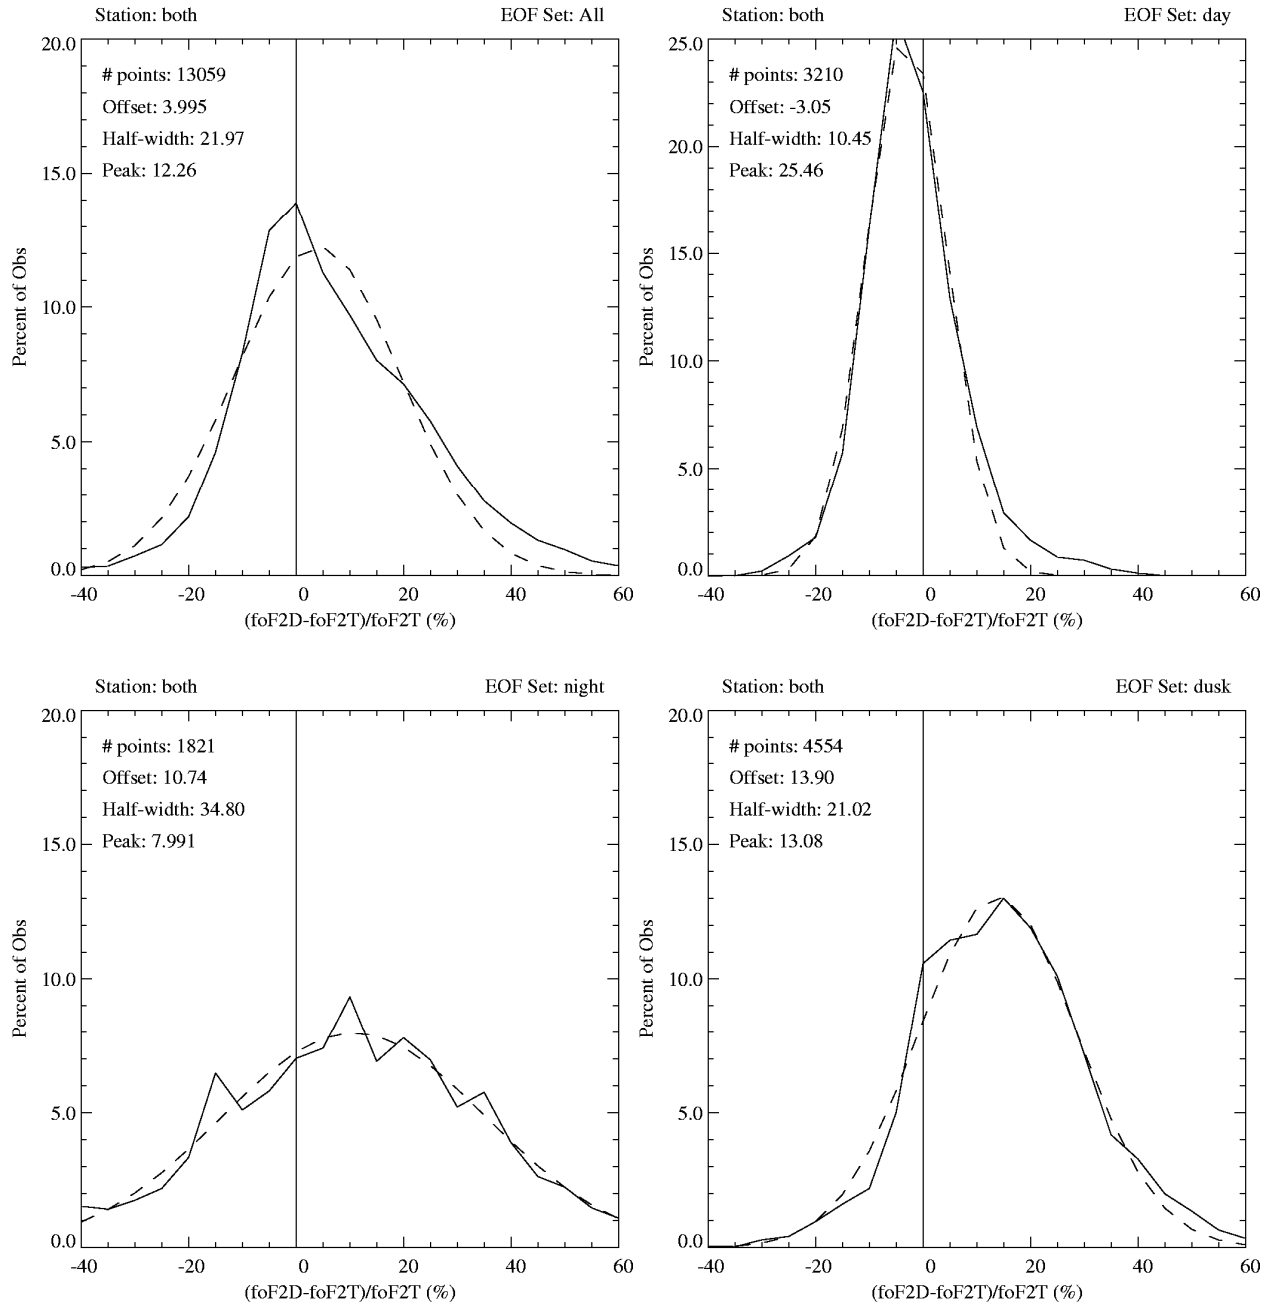 Station: both EOF Set: All
20.0
# points: 13059
Offset: 3.995
Half-width: 21.97
Peak: 12.26
15.0
Percent of Obs
10.0
5.0
0.0
-40 -20 0 20 40 60
(foF2D-foF2T)/foF2T (%)
Station: both EOF Set: day
25.0
# points: 3210
Offset: -3.05
Half-width: 10.45
Peak: 25.46
20.0
15.0
Percent of Obs
10.0
5.0
0.0
-40 -20 0 20 40 60
(foF2D-foF2T)/foF2T (%)
Station: both EOF Set: night
20.0
# points: 1821
Offset: 10.74
Half-width: 34.80
Peak: 7.991
15.0
Percent of Obs
10.0
5.0
0.0
-40 -20 0 20 40 60
(foF2D-foF2T)/foF2T (%)
Station: both EOF Set: dusk
20.0
# points: 4554
Offset: 13.90
Half-width: 21.02
Peak: 13.08
15.0
Percent of Obs
10.0
5.0
0.0
-40 -20 0 20 40 60
(foF2D-foF2T)/foF2T (%)